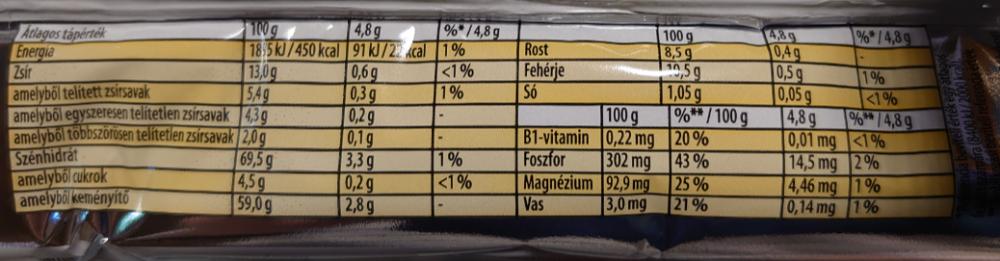 Átlagos tápérték 100 g 4,8 g %* / 4,8 g
Energia kJ / 450 kcal 91 kJ / kcal 1 %
Zsír 13,0 g 0,6 g <1 %
amelyből telített zsírsavak 5,4 g 0,3 g 1 %
amelyből egyszeresen telítetlen zsírsavak 4,3 g 0,2 g -
amelyből többszörösen telítetlen zsírsavak 2,0 g 0,1 g -
Szénhidrát 69,5 g 3,3 g 1 %
amelyből cukrok 4,5 g 0,2 g <1 %
amelyből keményítő 59,0 g 2,8 g -
100 g 4,8 g %* / 4,8 g
Rost 8,5 g 0,4 g -
Fehérje 10,5 g 0,5 g 1 %
Só 1,05 g 0,05 g <1 %
100 g %** / 100 g 4,8 g %** / 4,8 g
B1-vitamin 0,22 mg 20 % 0,01 mg <1 %
Foszfor 302 mg 43 % 14,5 mg 2 %
Magnézium 92,9 mg 25 % 4,46 mg 1 %
Vas 3,0 mg 21 % 0,14 mg 1 %